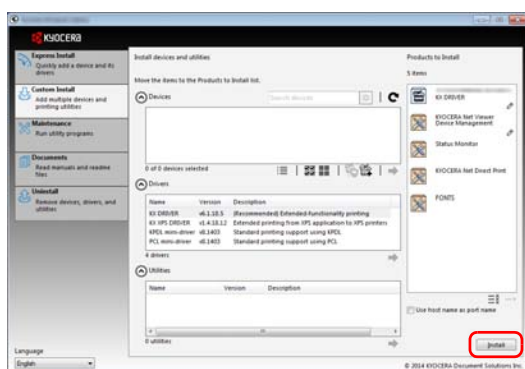 KYOCERA
Express Install
Quickly add a device and its
drivers
Custom Install
Add multiple devices and
printing utilities
Maintenance
Run utility programs
Documents
Read manuals and readme
files
Uninstall
Remove devices, drivers, and
utilities
Language
English
Install devices and utilities
Move the items to the Products to Install list.
Devices
Search devices
0 of 0 devices selected
Drivers
Name Version Description
KX DRIVER v6.1.10.5 (Recommended) Extended-functionality printing
KX XPS DRIVER v1.4.10.12 Extended printing from XPS application to XPS printers
KPDL mini-driver v8.1403 Standard printing support using KPDL
PCL mini-driver v8.1403 Standard printing support using PCL
4 drivers
Utilities
Name Version Description
0 utilities
Products to Install
5 items
KX DRIVER
KYOCERA Net Viewer
Device Management
Status Monitor
KYOCERA Net Direct Print
FONTS
Use host name as port name
Install
© 2014 KYOCERA Document Solutions Inc.